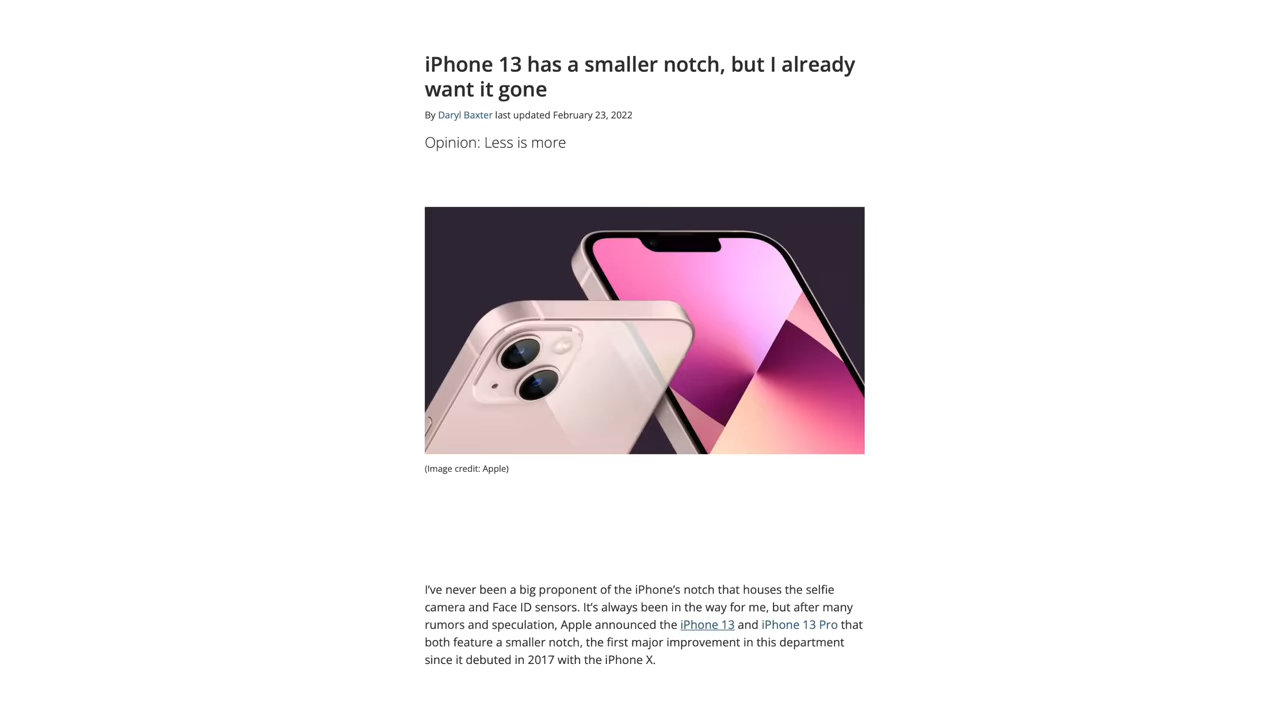 iPhone 13 has a smaller notch, but I already
want it gone
By Daryl Baxter last updated February 23, 2022
Opinion: Less is more
(Image credit: Apple)
I’ve never been a big proponent of the iPhone’s notch that houses the selfie
camera and Face ID sensors. It’s always been in the way for me, but after many
rumors and speculation, Apple announced the iPhone 13 and iPhone 13 Pro that
both feature a smaller notch, the first major improvement in this department
since it debuted in 2017 with the iPhone X.